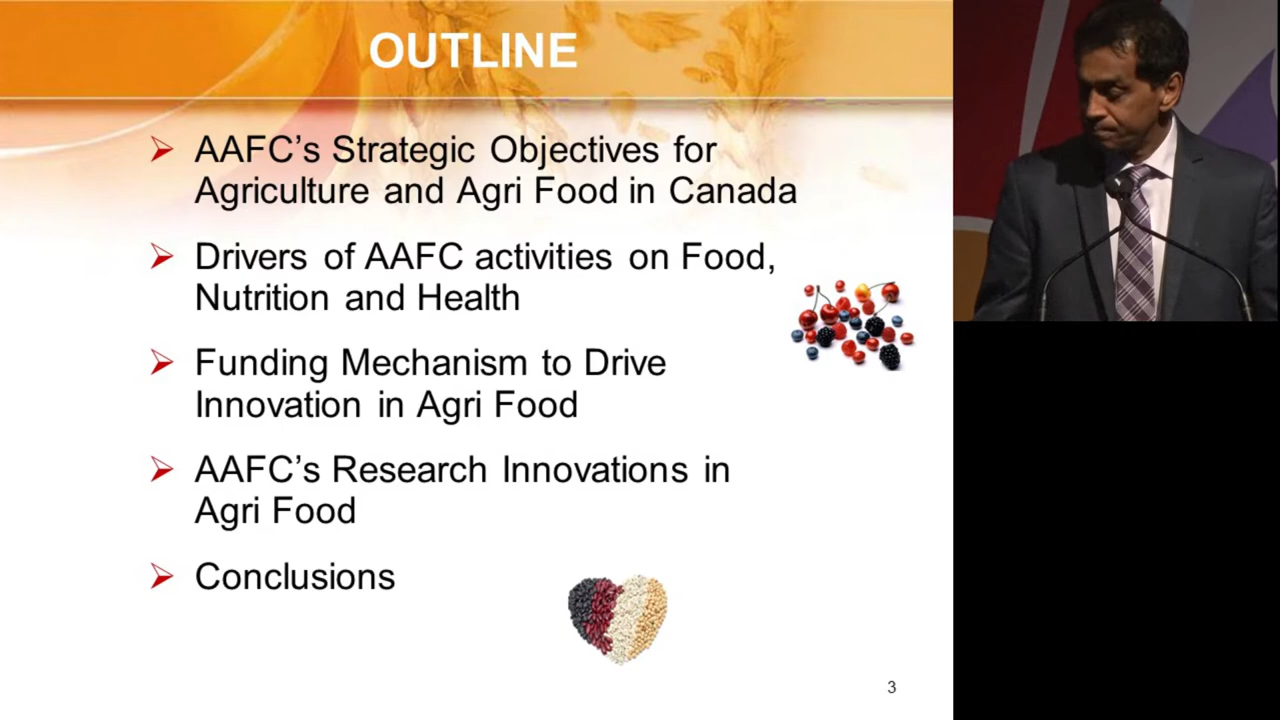 OUTLINE
➢ AAFC's Strategic Objectives for
Agriculture and Agri Food in Canada
➢ Drivers of AAFC activities on Food,
Nutrition and Health
➢ Funding Mechanism to Drive
Innovation in Agri Food
➢ AAFC's Research Innovations in
Agri Food
➢ Conclusions
3